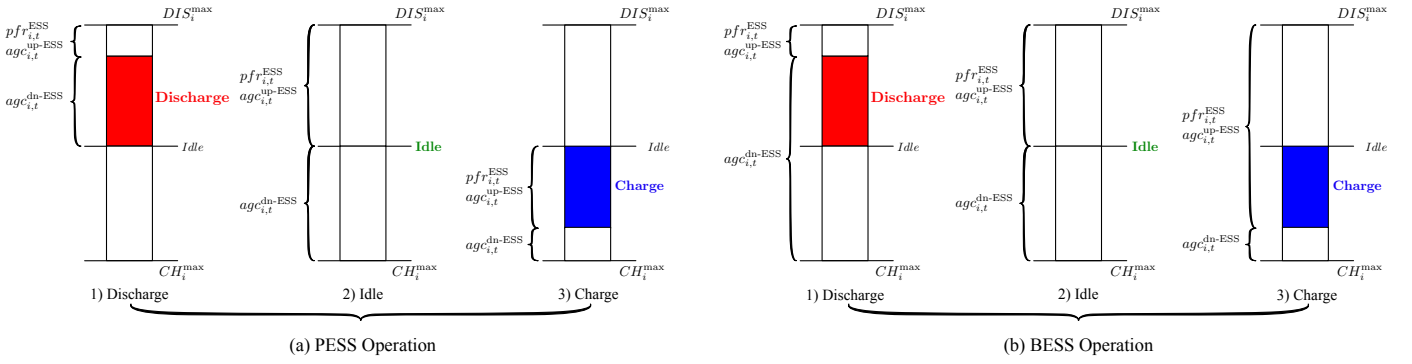 DIS_i^max
pfr_{i,t}^ESS
agc_{i,t}^up-ESS
agc_{i,t}^dn-ESS
Discharge
Idle
1) Discharge
DIS_i^max
pfr_{i,t}^ESS
agc_{i,t}^up-ESS
Idle
agc_{i,t}^dn-ESS
CH_i^max
2) Idle
DIS_i^max
Idle
pfr_{i,t}^ESS
agc_{i,t}^up-ESS
Charge
agc_{i,t}^dn-ESS
CH_i^max
3) Charge
(a) PESS Operation
DIS_i^max
pfr_{i,t}^ESS
agc_{i,t}^up-ESS
Discharge
agc_{i,t}^dn-ESS
Idle
CH_i^max
1) Discharge
DIS_i^max
pfr_{i,t}^ESS
agc_{i,t}^up-ESS
Idle
agc_{i,t}^dn-ESS
CH_i^max
2) Idle
DIS_i^max
pfr_{i,t}^ESS
agc_{i,t}^up-ESS
Idle
Charge
agc_{i,t}^dn-ESS
CH_i^max
3) Charge
(b) BESS Operation